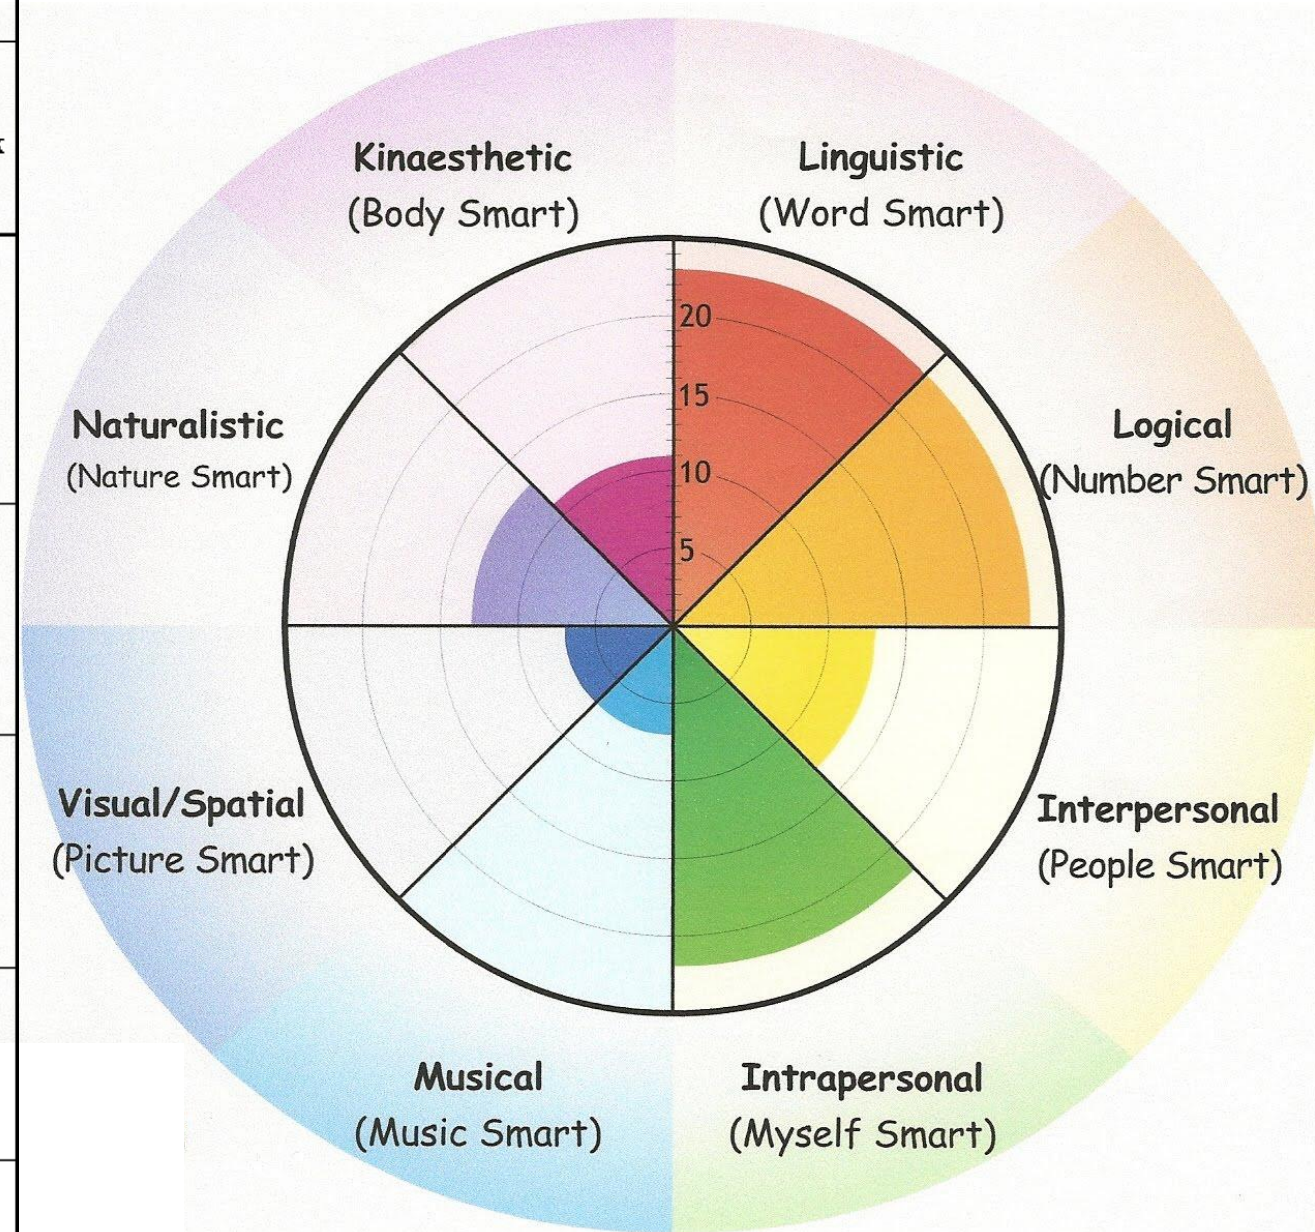 Kinaesthetic
(Body Smart)
Linguistic
(Word Smart)
Naturalistic
(Nature Smart)
Logical
(Number Smart)
20
15
10
5
Visual/Spatial
(Picture Smart)
Interpersonal
(People Smart)
Musical
(Music Smart)
Intrapersonal
(Myself Smart)